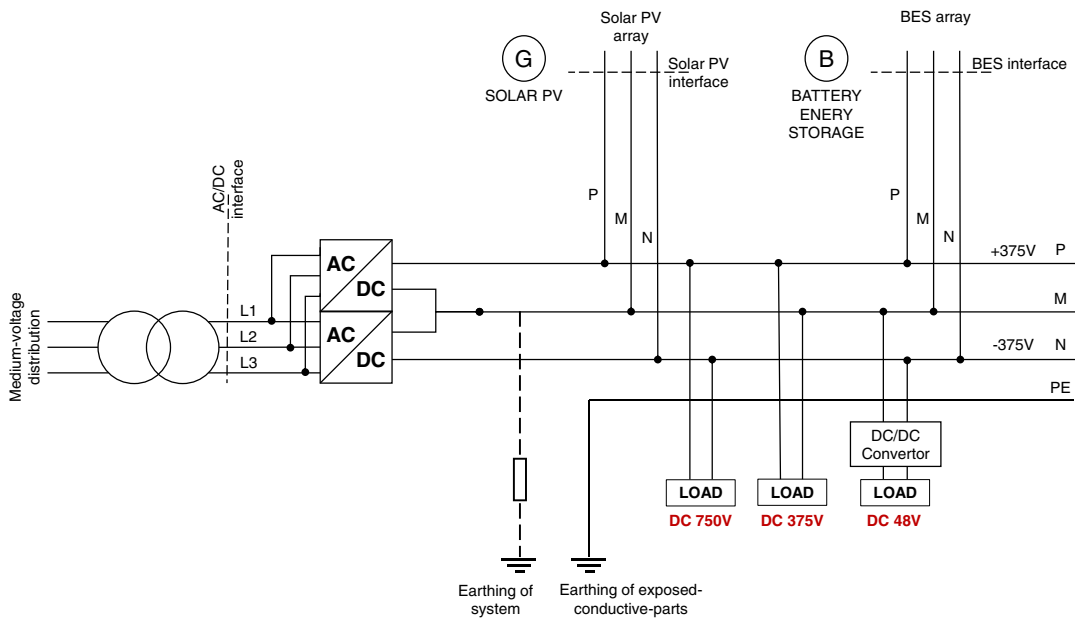 Solar PV
array
BES array
G
Solar PV
interface
SOLAR PV
B
BES interface
BATTERY
ENERY
STORAGE
AC/DC
interface
P
M
N
P
M
N
+375V P
AC
DC
M
L1
L2
L3
AC
DC
-375V N
Medium-voltage
distribution
PE
DC/DC
Convertor
LOAD
LOAD
LOAD
DC 750V
DC 375V
DC 48V
Earthing of
system
Earthing of exposed-
conductive-parts